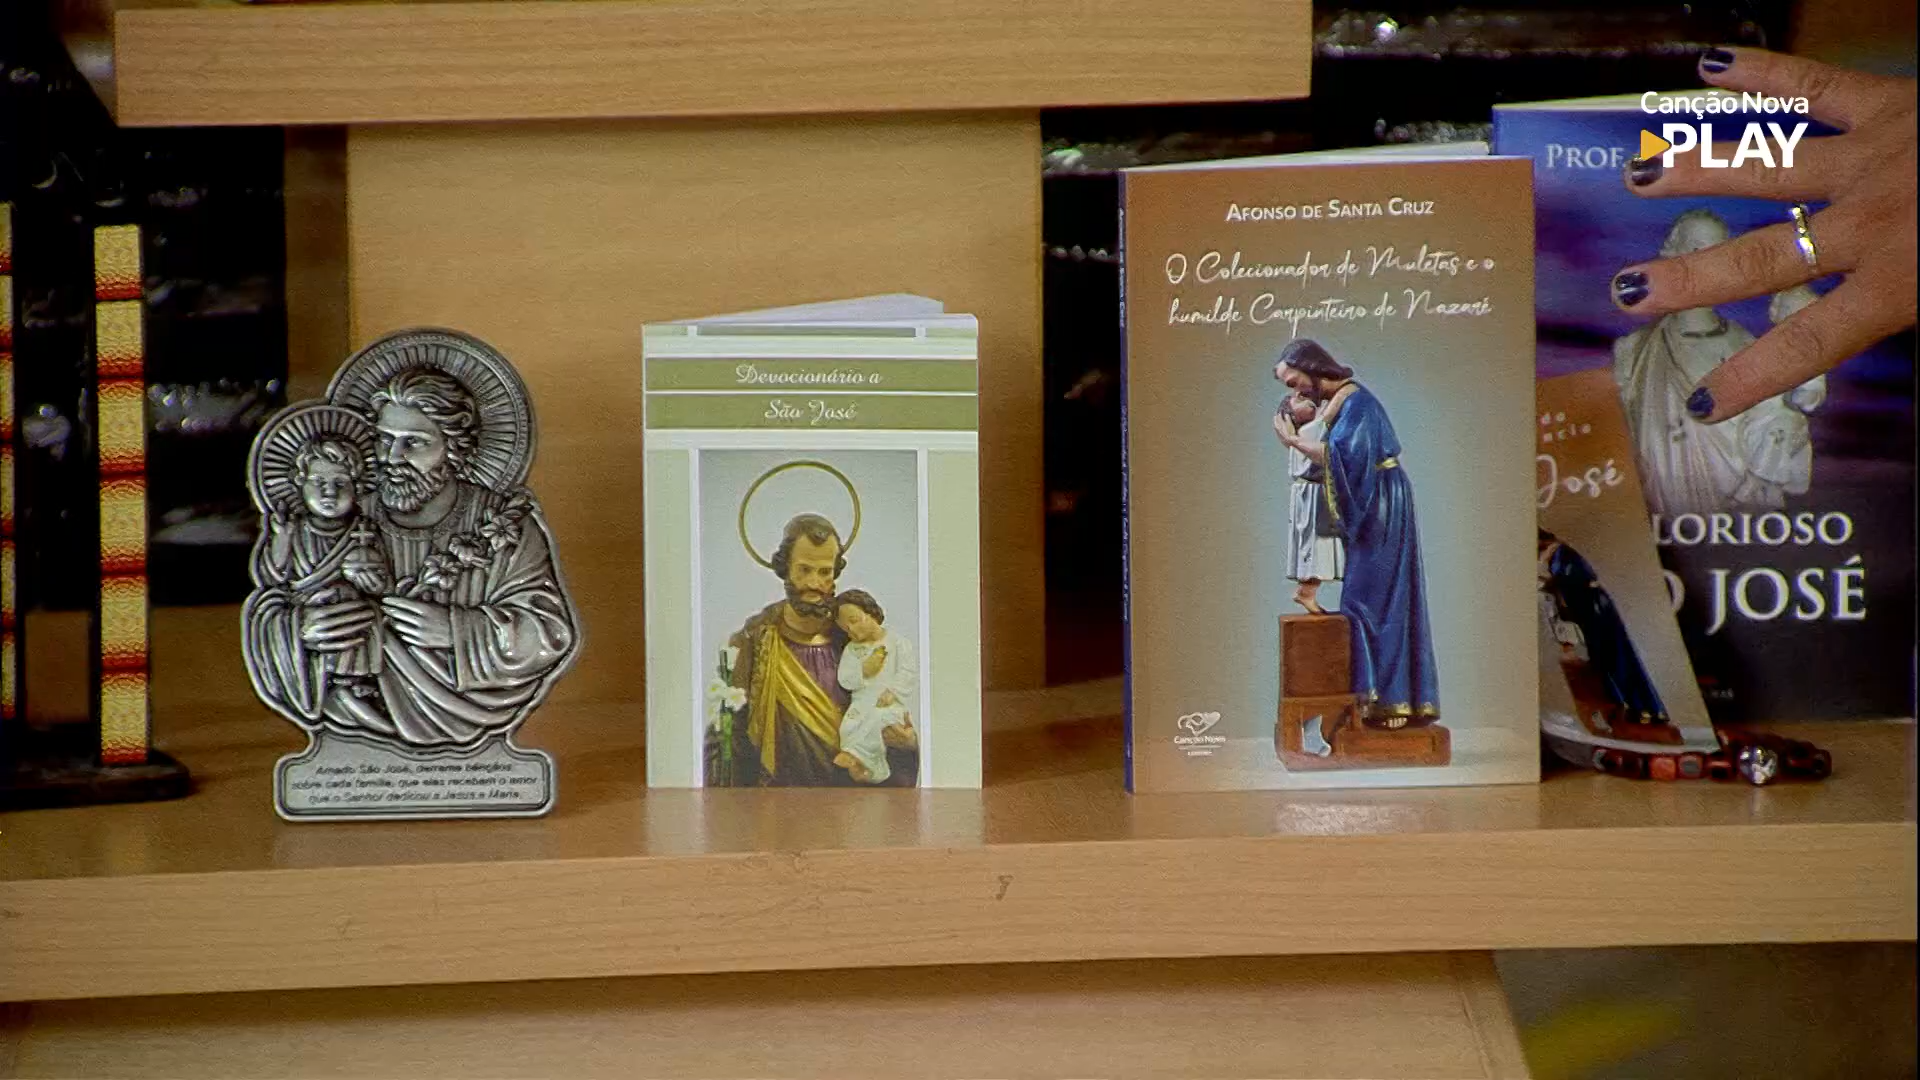 Canção Nova
PLAY
PROF.
AFONSO DE SANTA CRUZ
O Colecionador de Muletas e o
humilde Carpinteiro de Nazaré
Devocionário a
São José
José
LORIOSO
JOSÉ
Canção Nova
Amado São José, derrame bênçãos
sobre cada família, que elas recebam o amor
que o Senhor dedicou a Jesus e Maria.